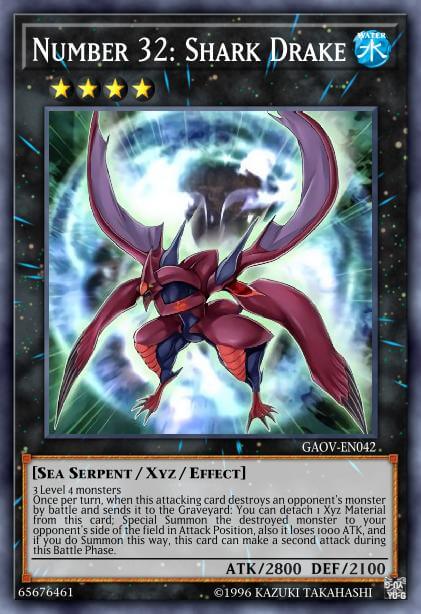 NUMBER 32: SHARK DRAKE
WATER
水
GAOV-EN042
[SEA SERPENT / XYZ / EFFECT]
3 Level 4 monsters
Once per turn, when this attacking card destroys an opponent's monster
by battle and sends it to the Graveyard: You can detach 1 Xyz Material
from this card; Special Summon the destroyed monster to your
opponent's side of the field in Attack Position, also it loses 1000 ATK, and
if you do Summon this way, this card can make a second attack during
this Battle Phase.
ATK/2800 DEF/2100
65676461
©1996 KAZUKI TAKAHASHI